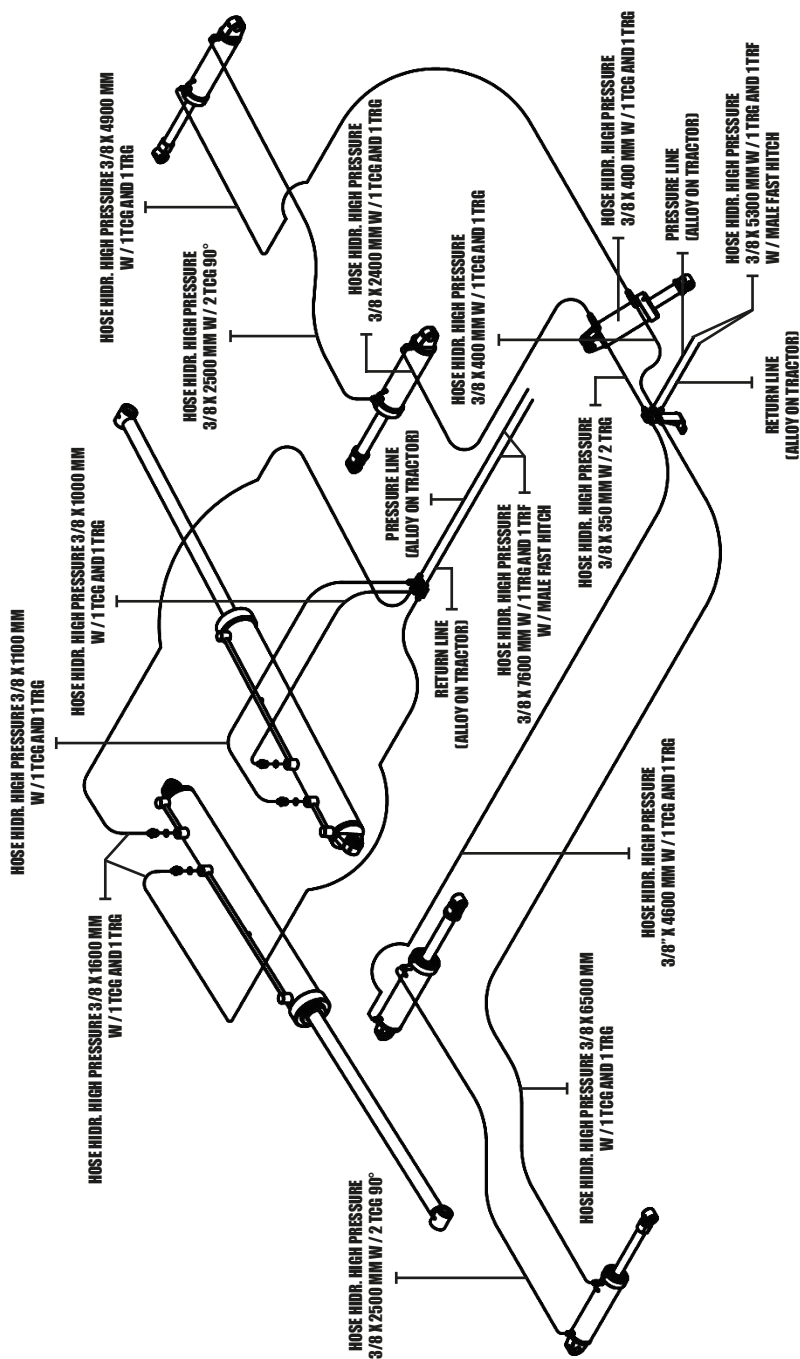 HOSE HIDR. HIGH PRESSURE 3/8 X 4900 MM
W / 1TCG AND 1 TRG
HOSE HIDR. HIGH PRESSURE
3/8 X 2500 MM W / 2 TCG 90°
HOSE HIDR. HIGH PRESSURE
3/8 X 2400 MM W / 1TCG AND 1 TRG
HOSE HIDR. HIGH PRESSURE
3/8 X 400 MM W / 1TCG AND 1 TRG
HOSE HIDR. HIGH PRESSURE
3/8 X 400 MM W / 1 TCG AND 1 TRG
PRESSURE LINE
(ALLOY ON TRACTOR)
HOSE HIDR. HIGH PRESSURE
3/8 X 5300 MM W / 1 TRG AND 1 TRF
W / MALE FAST HITCH
RETURN LINE
(ALLOY ON TRACTOR)
HOSE HIDR. HIGH PRESSURE
3/8 X 350 MM W / 2 TRG
PRESSURE LINE
(ALLOY ON TRACTOR)
HOSE HIDR. HIGH PRESSURE
3/8 X 7600 MM W / 1 TRG AND 1 TRF
W / MALE FAST HITCH
RETURN LINE
(ALLOY ON TRACTOR)
HOSE HIDR. HIGH PRESSURE 3/8 X 1000 MM
W / 1 TCG AND 1 TRG
HOSE HIDR. HIGH PRESSURE 3/8 X 1100 MM
W / 1 TCG AND 1 TRG
HOSE HIDR. HIGH PRESSURE 3/8 X 1600 MM
W / 1 TCG AND 1 TRG
HOSE HIDR. HIGH PRESSURE
3/8" X 4600 MM W / 1 TCG AND 1 TRG
HOSE HIDR. HIGH PRESSURE 3/8 X 6500 MM
W / 1 TCG AND 1 TRG
HOSE HIDR. HIGH PRESSURE
3/8 X 2500 MM W / 2 TCG 90°